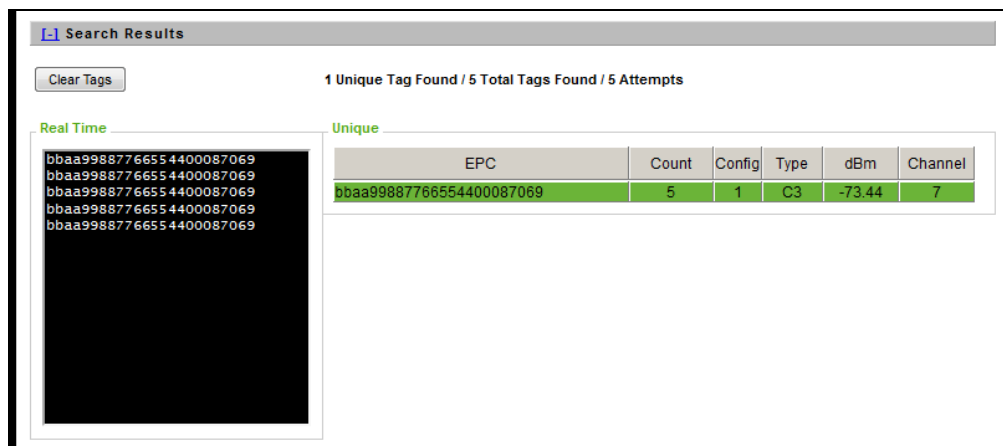 [-] Search Results
Clear Tags
1 Unique Tag Found / 5 Total Tags Found / 5 Attempts
Real Time
bbaa99887766554400087069
bbaa99887766554400087069
bbaa99887766554400087069
bbaa99887766554400087069
bbaa99887766554400087069
Unique
EPC Count Config Type dBm Channel
bbaa99887766554400087069 5 1 C3 -73.44 7